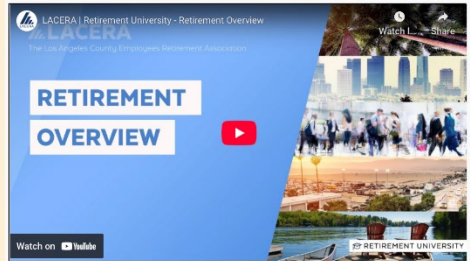 LACERA | Retirement University - Retirement Overview
LACERA
The Los Angeles County Employees Retirement Association
Watch l... Share
RETIREMENT
OVERVIEW
Watch on YouTube
RETIREMENT UNIVERSITY